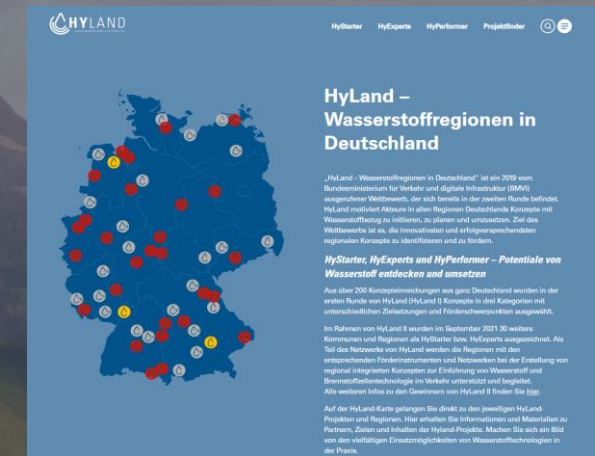 HYLAND
HyStarter HyExperts HyPerformer Projektfinder
HyLand –
Wasserstoffregionen in
Deutschland
„HyLand – Wasserstoffregionen in Deutschland" ist ein 2019 vom
Bundesministerium für Verkehr und digitale Infrastruktur (BMVI)
ausgerufener Wettbewerb, der sich bereits in der zweiten Runde befindet.
HyLand motiviert Akteure in allen Regionen Deutschlands Konzepte mit
Wasserstoffbezug zu initiieren, zu planen und umzusetzen. Ziel des
Wettbewerbs ist es, die innovativsten und erfolgversprechendsten
regionalen Konzepte zu identifizieren und zu fördern.
HyStarter, HyExperts und HyPerformer – Potentiale von
Wasserstoff entdecken und umsetzen
Aus über 200 Konzepteinreichungen aus ganz Deutschland wurden in der
ersten Runde von HyLand (HyLand I) Konzepte in drei Kategorien mit
unterschiedlichen Zielsetzungen und Förderschwerpunkten ausgewählt.
Im Rahmen von HyLand II wurden im September 2021 30 weitere
Kommunen und Regionen als HyStarter bzw. HyExperts ausgezeichnet. Als
Teil des Netzwerks von HyLand werden die Regionen mit den
entsprechenden Förderinstrumenten und Netzwerken bei der Erstellung von
regional integrierten Konzepten zur Einführung von Wasserstoff und
Brennstoffzellentechnologie im Verkehr unterstützt und begleitet.
Alle weiteren Infos zu den Gewinnern von HyLand II finden Sie hier.
Auf der HyLand-Karte gelangen Sie direkt zu den jeweiligen HyLand-
Projekten und Regionen. Hier erhalten Sie Informationen und Materialien zu
Partnern, Zielen und Inhalten der Hyland-Projekte. Machen Sie sich ein Bild
von den vielfältigen Einsatzmöglichkeiten von Wasserstofftechnologien in
der Praxis.